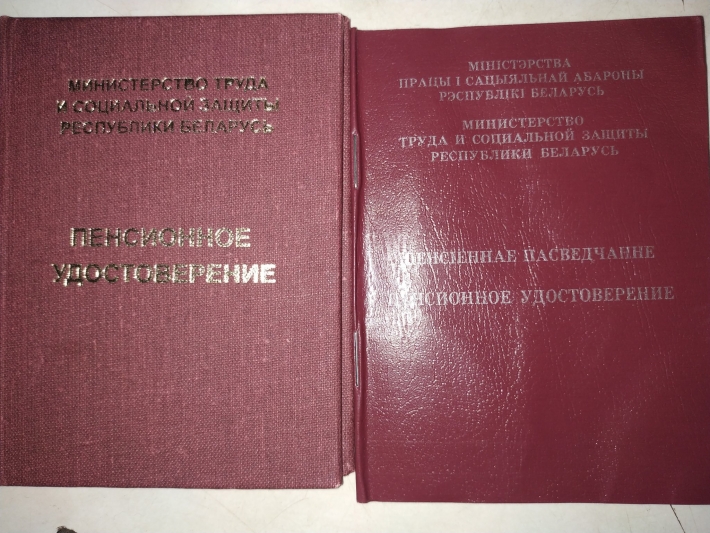 МИНИСТЕРСТВО ТРУДА
И СОЦИАЛЬНОЙ ЗАЩИТЫ
РЕСПУБЛИКИ БЕЛАРУСЬ
ПЕНСИОННОЕ
УДОСТОВЕРЕНИЕ
МІНІСТЭРСТВА
ПРАЦЫ І САЦЫЯЛЬНАЙ АБАРОНЫ
РЭСПУБЛІКІ БЕЛАРУСЬ
МИНИСТЕРСТВО
ТРУДА И СОЦИАЛЬНОЙ ЗАЩИТЫ
РЕСПУБЛИКИ БЕЛАРУСЬ
ПЕНСІЁННАЕ ПАСВЕДЧАННЕ
ПЕНСИОННОЕ УДОСТОВЕРЕНИЕ